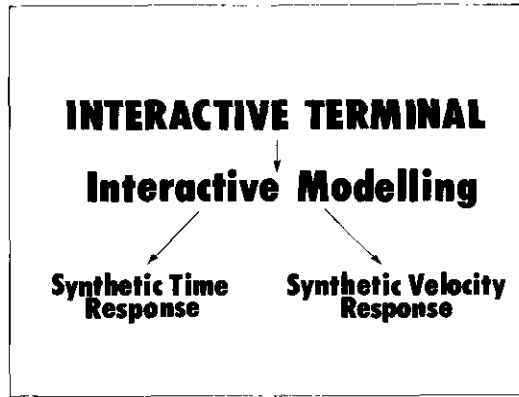 INTERACTIVE TERMINAL
Interactive Modelling
Synthetic Time
Response
Synthetic Velocity
Response